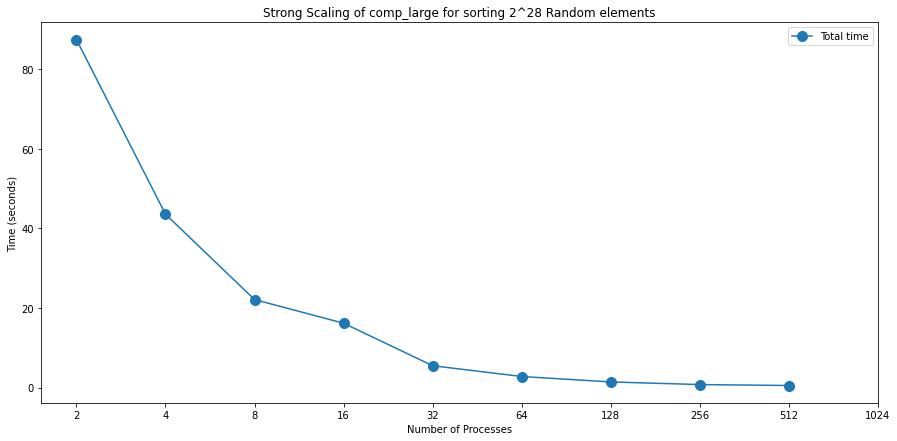 Strong Scaling of comp_large for sorting 2^28 Random elements
Total time
Time (seconds)
80
60
40
20
0
2 4 8 16 32 64 128 256 512 1024
Number of Processes